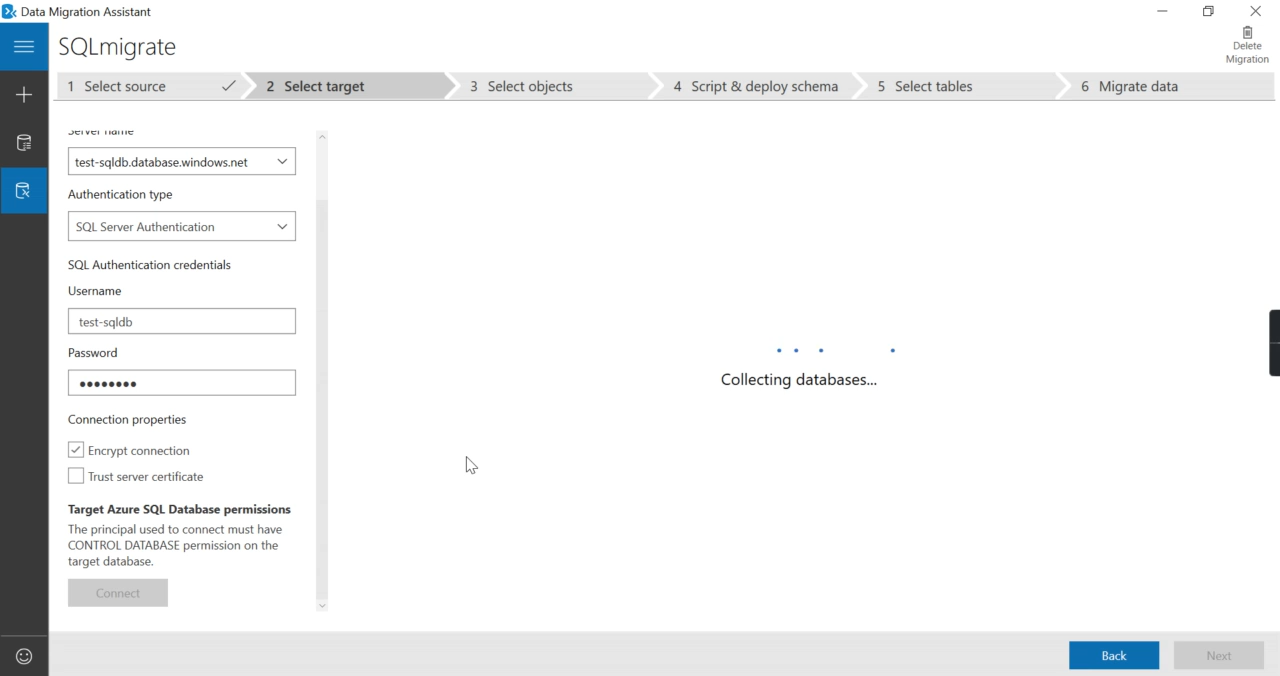 Data Migration Assistant
SQLmigrate
Delete
Migration
1 Select source
2 Select target
3 Select objects
4 Script & deploy schema
5 Select tables
6 Migrate data
Server name
test-sqldb.database.windows.net
Authentication type
SQL Server Authentication
SQL Authentication credentials
Username
test-sqldb
Password
●●●●●●●●
Connection properties
Encrypt connection
Trust server certificate
Target Azure SQL Database permissions
The principal used to connect must have
CONTROL DATABASE permission on the
target database.
Connect
Collecting databases...
Back
Next